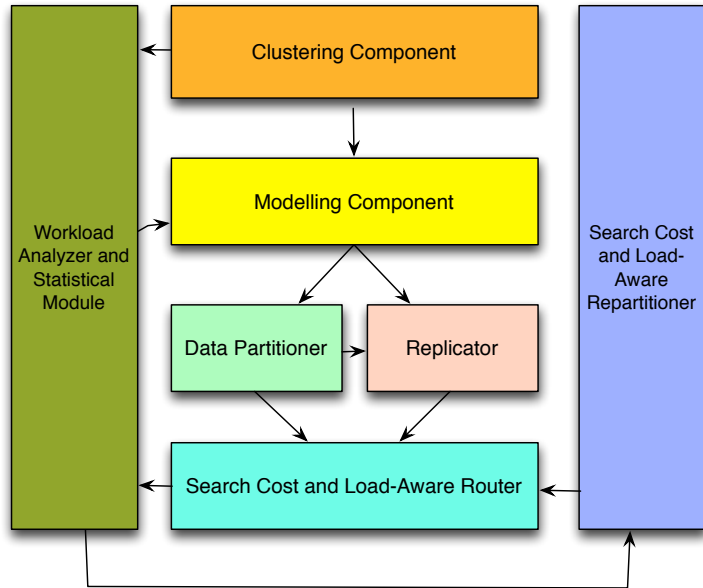 Clustering Component
Modelling Component
Workload
Analyzer and
Statistical
Module
Search Cost
and Load-
Aware
Repartitioner
Data Partitioner
Replicator
Search Cost and Load-Aware Router